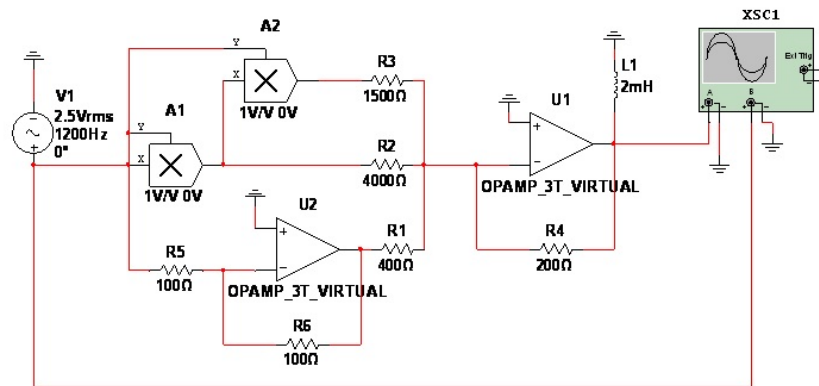 XSC1
A2
Y
Ext Trig
V1
R3
L1
X
U1
+
2.5Vrms
A1
1500Ω
2mH
A
B
1200Hz
1V/V 0V
0°
Y
R2
X
4000Ω
OPAMP_3T_VIRTUAL
1V/V 0V
U2
R1
R4
R5
400Ω
200Ω
100Ω
OPAMP_3T_VIRTUAL
R6
100Ω